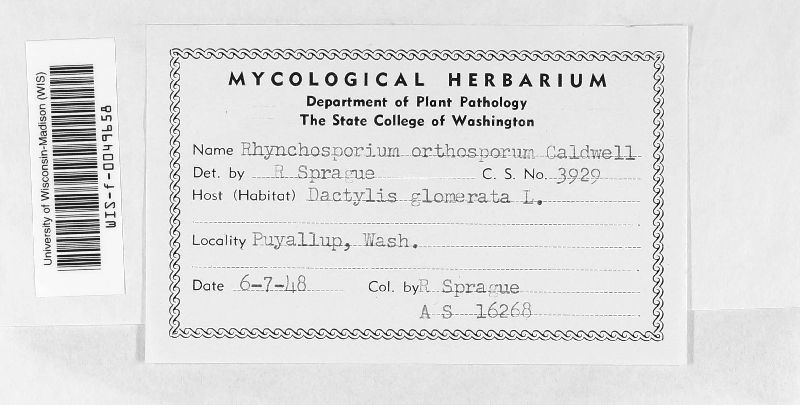 University of Wisconsin-Madison (WIS)
WIS-f-0049658
MYCOLOGICAL HERBARIUM
Department of Plant Pathology
The State College of Washington
Name Rhynchosporium orthosporum Caldwell
Det. by R Sprague C. S. No. 3929
Host (Habitat) Dactylis glomerata L.
Locality Puyallup, Wash.
Date 6-7-48 Col. by R Sprague
A S 16268